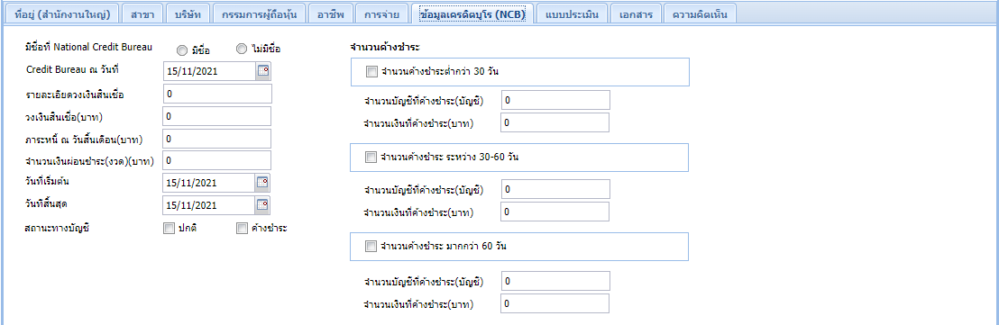 ที่อยู่ (สำนักงานใหญ่) สาขา บริษัท กรรมการผู้ถือหุ้น อาชีพ การจ่าย ข้อมูลเครดิตบูโร (NCB) แบบประเมิน เอกสาร ความคิดเห็น
มีชื่อที่ National Credit Bureau มีชื่อ ไม่มีชื่อ
Credit Bureau ณ วันที่ 15/11/2021
รายละเอียดวงเงินสินเชื่อ 0
วงเงินสินเชื่อ(บาท) 0
ภาระหนี้ ณ วันสิ้นเดือน(บาท) 0
จำนวนเงินผ่อนชำระ(งวด)(บาท) 0
วันที่เริ่มต้น 15/11/2021
วันที่สิ้นสุด 15/11/2021
สถานะทางบัญชี ปกติ ค้างชำระ
จำนวนค้างชำระ
จำนวนค้างชำระต่ำกว่า 30 วัน
จำนวนบัญชีที่ค้างชำระ(บัญชี) 0
จำนวนเงินที่ค้างชำระ(บาท) 0
จำนวนค้างชำระ ระหว่าง 30-60 วัน
จำนวนบัญชีที่ค้างชำระ(บัญชี) 0
จำนวนเงินที่ค้างชำระ(บาท) 0
จำนวนค้างชำระ มากกว่า 60 วัน
จำนวนบัญชีที่ค้างชำระ(บัญชี) 0
จำนวนเงินที่ค้างชำระ(บาท) 0